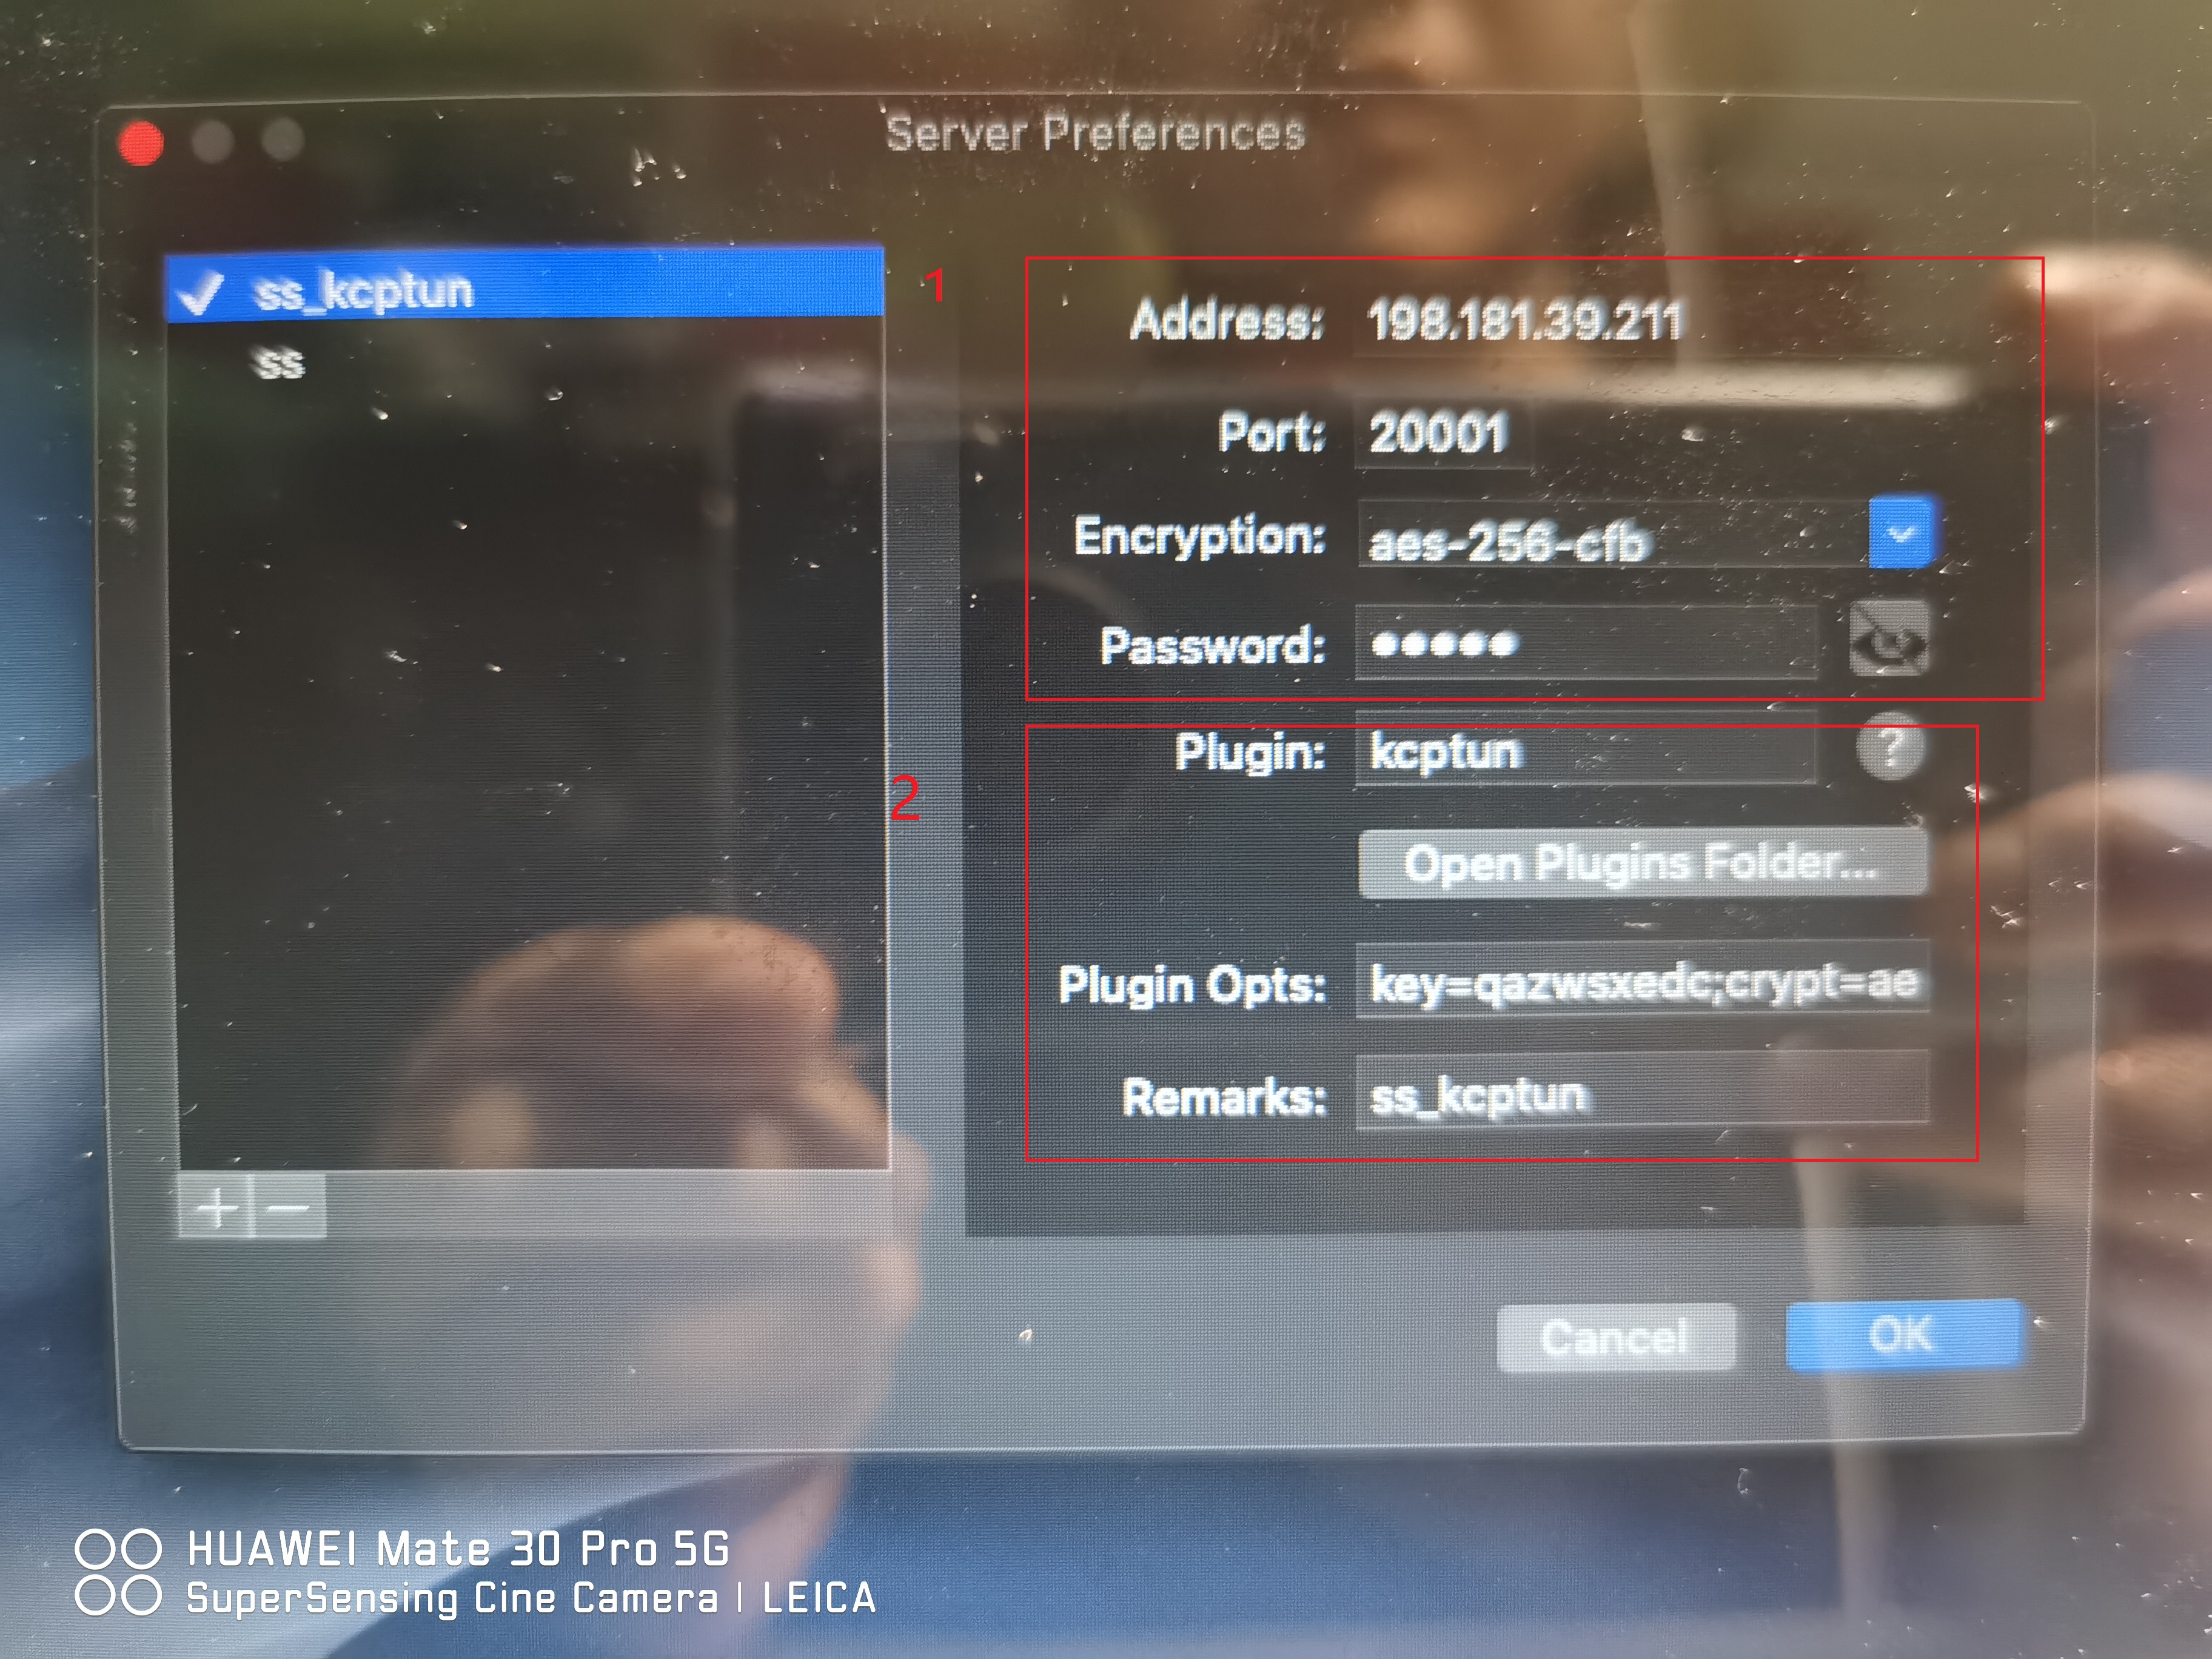 Server Preferences
ss_kcptun
ss
1
Address: 198.181.39.211
Port: 20001
Encryption: aes-256-cfb
Password: •••••
2
Plugin: kcptun ?
Open Plugins Folder...
Plugin Opts: key=qazwsxedc;crypt=ae
Remarks: ss_kcptun
+ −
Cancel OK
HUAWEI Mate 30 Pro 5G
SuperSensing Cine Camera | LEICA